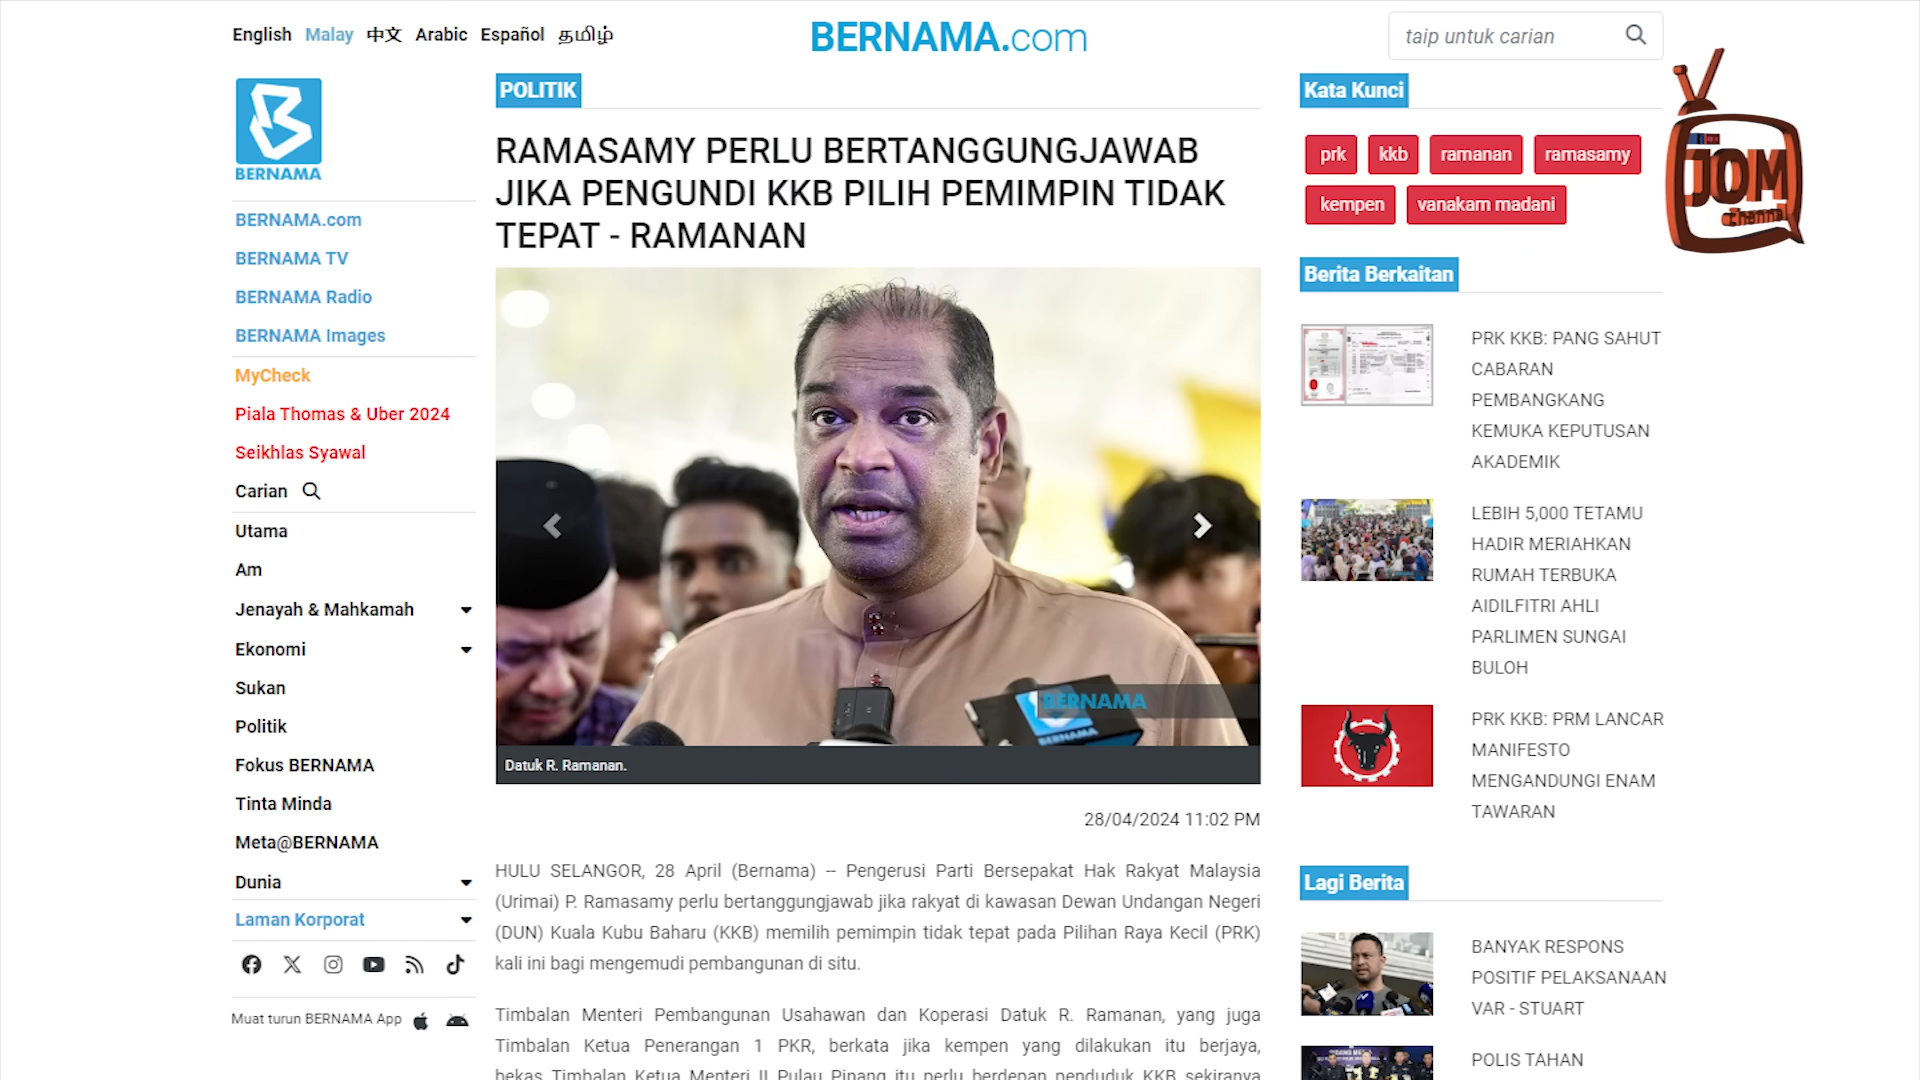 English Malay 中文 Arabic Español தமிழ்
BERNAMA.com
taip untuk carian
BERNAMA
BERNAMA.com
BERNAMA TV
BERNAMA Radio
BERNAMA Images
MyCheck
Piala Thomas & Uber 2024
Seikhlas Syawal
Carian
Utama
Am
Jenayah & Mahkamah
Ekonomi
Sukan
Politik
Fokus BERNAMA
Tinta Minda
Meta@BERNAMA
Dunia
Laman Korporat
Muat turun BERNAMA App
POLITIK
RAMASAMY PERLU BERTANGGUNGJAWAB
JIKA PENGUNDI KKB PILIH PEMIMPIN TIDAK
TEPAT - RAMANAN
BERNAMA
BERNAMA
Datuk R. Ramanan.
28/04/2024 11:02 PM
HULU SELANGOR, 28 April (Bernama) -- Pengerusi Parti Bersepakat Hak Rakyat Malaysia
(Urimai) P. Ramasamy perlu bertanggungjawab jika rakyat di kawasan Dewan Undangan Negeri
(DUN) Kuala Kubu Baharu (KKB) memilih pemimpin tidak tepat pada Pilihan Raya Kecil (PRK)
kali ini bagi mengemudi pembangunan di situ.
Timbalan Menteri Pembangunan Usahawan dan Koperasi Datuk R. Ramanan, yang juga
Timbalan Ketua Penerangan 1 PKR, berkata jika kempen yang dilakukan itu berjaya,
bekas Timbalan Ketua Menteri II Pulau Pinang itu perlu berdepan penduduk KKB sekiranya
Kata Kunci
prk kkb ramanan ramasamy
kempen vanakam madani
JOM
channel
Berita Berkaitan
PRK KKB: PANG SAHUT
CABARAN
PEMBANGKANG
KEMUKA KEPUTUSAN
AKADEMIK
LEBIH 5,000 TETAMU
HADIR MERIAHKAN
RUMAH TERBUKA
AIDILFITRI AHLI
PARLIMEN SUNGAI
BULOH
PRK KKB: PRM LANCAR
MANIFESTO
MENGANDUNGI ENAM
TAWARAN
Lagi Berita
BANYAK RESPONS
POSITIF PELAKSANAAN
VAR - STUART
POLIS TAHAN